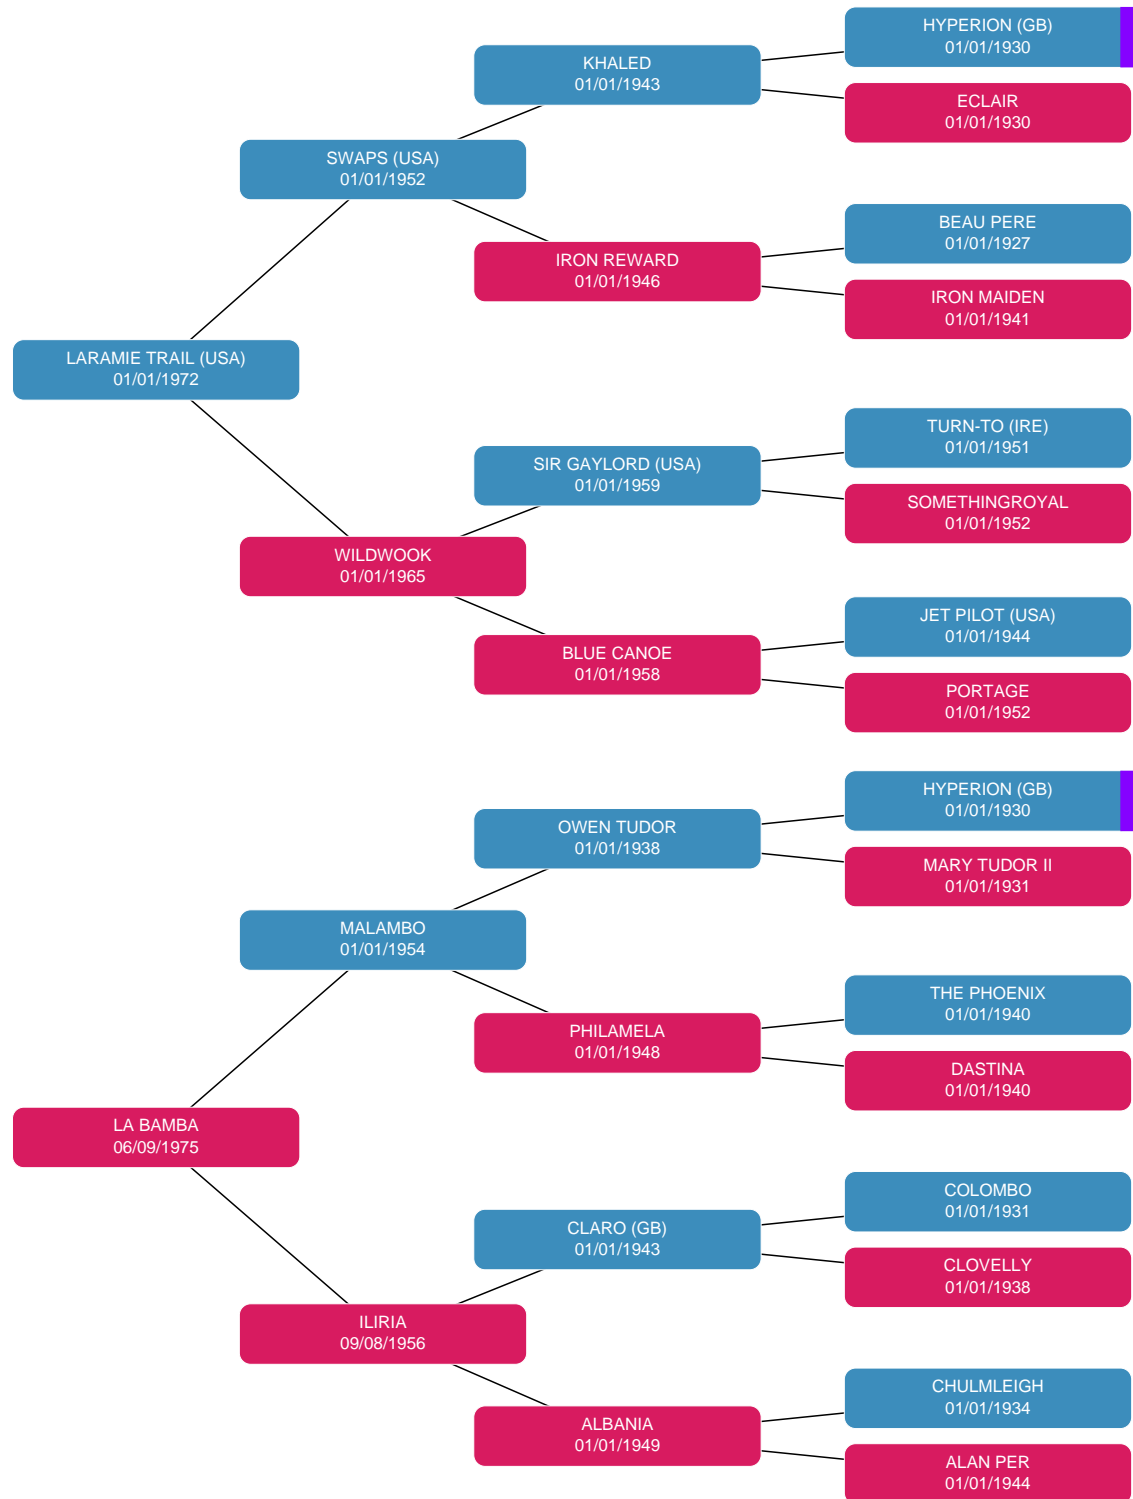 HYPERION (GB)
01/01/1930
KHALED
01/01/1943
ECLAIR
01/01/1930
SWAPS (USA)
01/01/1952
BEAU PERE
01/01/1927
IRON REWARD
01/01/1946
IRON MAIDEN
01/01/1941
LARAMIE TRAIL (USA)
01/01/1972
TURN-TO (IRE)
01/01/1951
SIR GAYLORD (USA)
01/01/1959
SOMETHINGROYAL
01/01/1952
WILDWOOK
01/01/1965
JET PILOT (USA)
01/01/1944
BLUE CANOE
01/01/1958
PORTAGE
01/01/1952
HYPERION (GB)
01/01/1930
OWEN TUDOR
01/01/1938
MARY TUDOR II
01/01/1931
MALAMBO
01/01/1954
THE PHOENIX
01/01/1940
PHILAMELA
01/01/1948
DASTINA
01/01/1940
LA BAMBA
06/09/1975
COLOMBO
01/01/1931
CLARO (GB)
01/01/1943
CLOVELLY
01/01/1938
ILIRIA
09/08/1956
CHULMLEIGH
01/01/1934
ALBANIA
01/01/1949
ALAN PER
01/01/1944